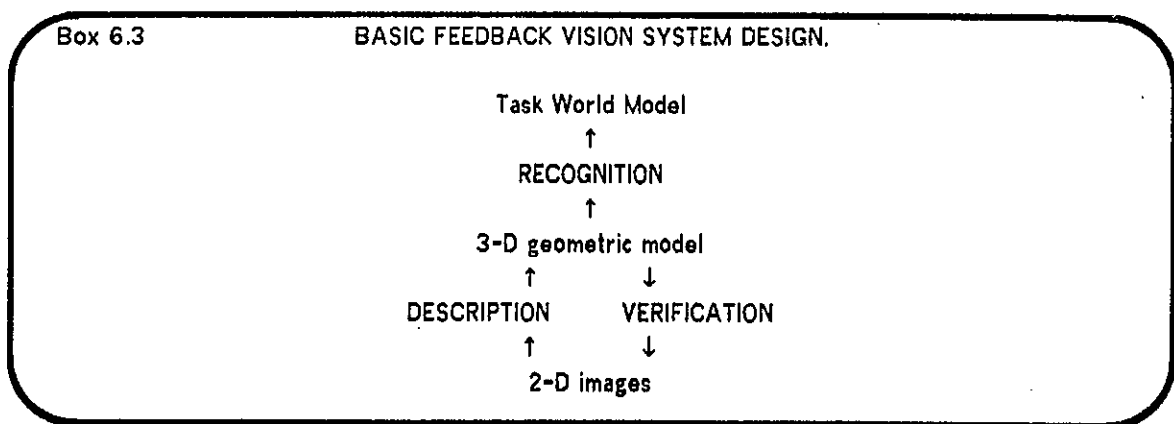 Box 6.3 BASIC FEEDBACK VISION SYSTEM DESIGN.
Task World Model
↑
RECOGNITION
↑
3-D geometric model
↑ ↓
DESCRIPTION VERIFICATION
↑ ↓
2-D images